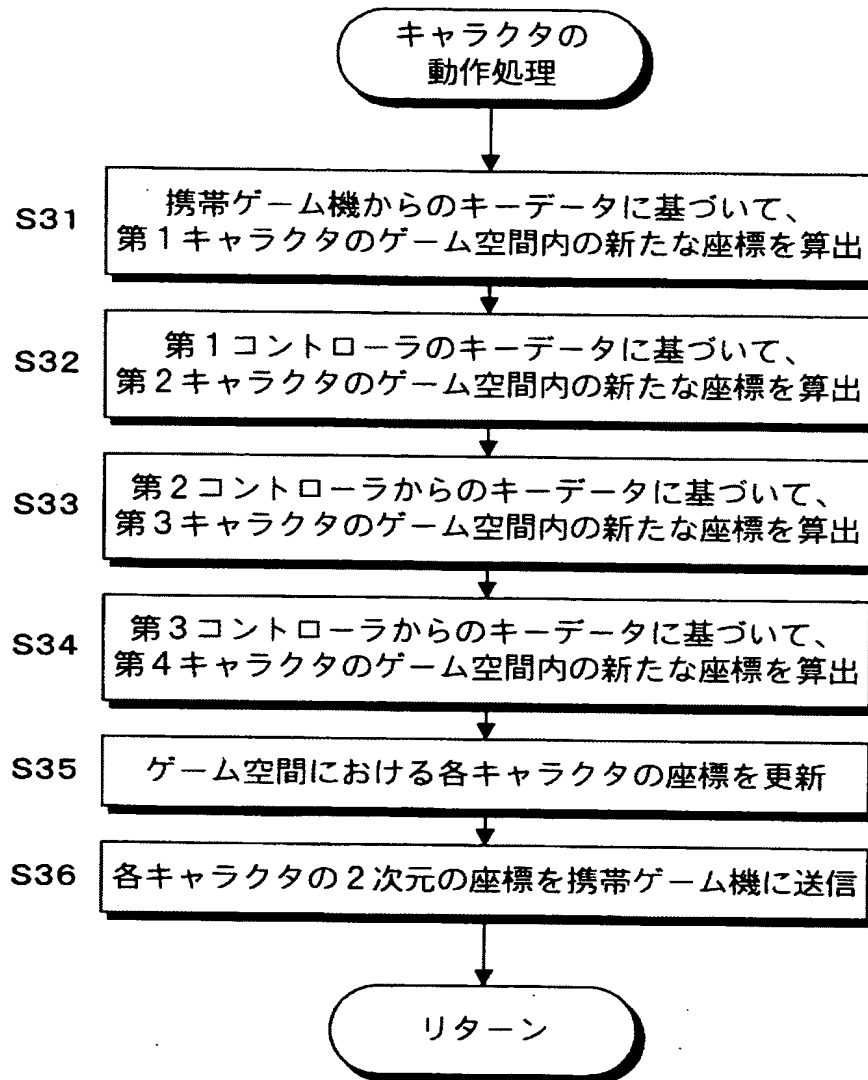 キャラクタの
動作処理
S31
携帯ゲーム機からのキーデータに基づいて、
第1キャラクタのゲーム空間内の新たな座標を算出
S32
第1コントローラのキーデータに基づいて、
第2キャラクタのゲーム空間内の新たな座標を算出
S33
第2コントローラからのキーデータに基づいて、
第3キャラクタのゲーム空間内の新たな座標を算出
S34
第3コントローラからのキーデータに基づいて、
第4キャラクタのゲーム空間内の新たな座標を算出
S35
ゲーム空間における各キャラクタの座標を更新
S36
各キャラクタの2次元の座標を携帯ゲーム機に送信
リターン